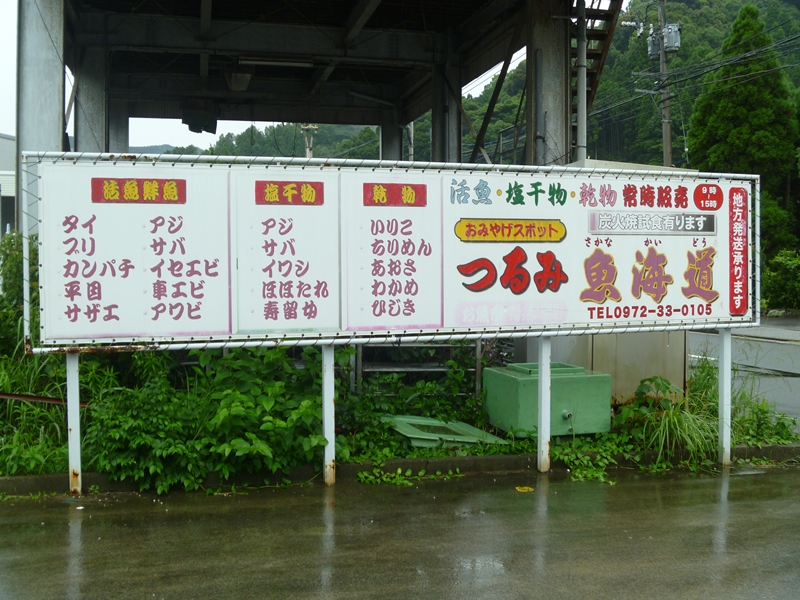 活魚鮮魚
タイ
ブリ
カンパチ
平目
サザエ
アジ
サバ
イセエビ
車エビ
アワビ
塩干物
アジ
サバ
イワシ
ほほたれ
寿留め
乾物
いりこ
ちりめん
あおさ
わかめ
ひじき
活魚・塩干物・乾物 常時販売
9時〜15時
炭火焼試食有ります
おみやげスポット
つるみ
さかな かい どう
魚海道
TEL0972-33-0105
地方発送承ります